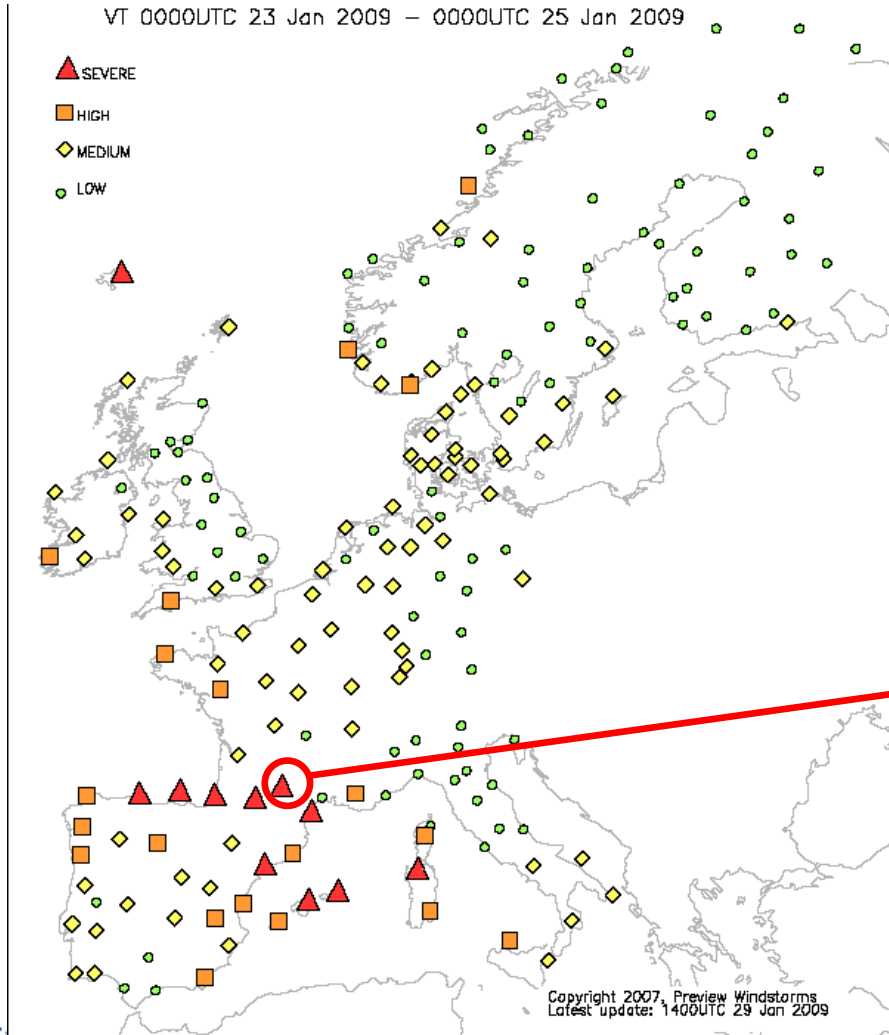 VT 0000UTC 23 Jan 2009 – 0000UTC 25 Jan 2009
SEVERE
HIGH
MEDIUM
LOW
Copyright 2007, Preview Windstorms
Latest update: 1400UTC 29 Jan 2009